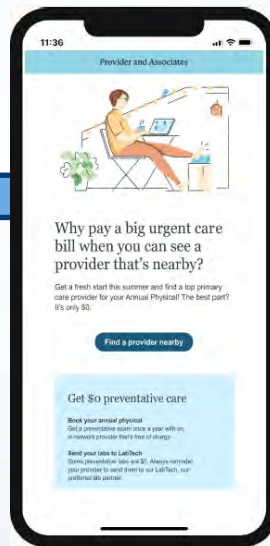 11:36
Provider and Associates
Why pay a big urgent care
bill when you can see a
provider that's nearby?
Get a fresh start this summer and find a top primary
care provider for your Annual Physical! The best part?
It's only $0.
Find a provider nearby
Get $0 preventative care
Book your annual physical
Get a preventative exam once a year with an
in-network provider that's free of charge
Send your labs to LabTech
Some preventative labs are $0. Always remember
your provider to send them to our LabTech, our
preferred lab partner.